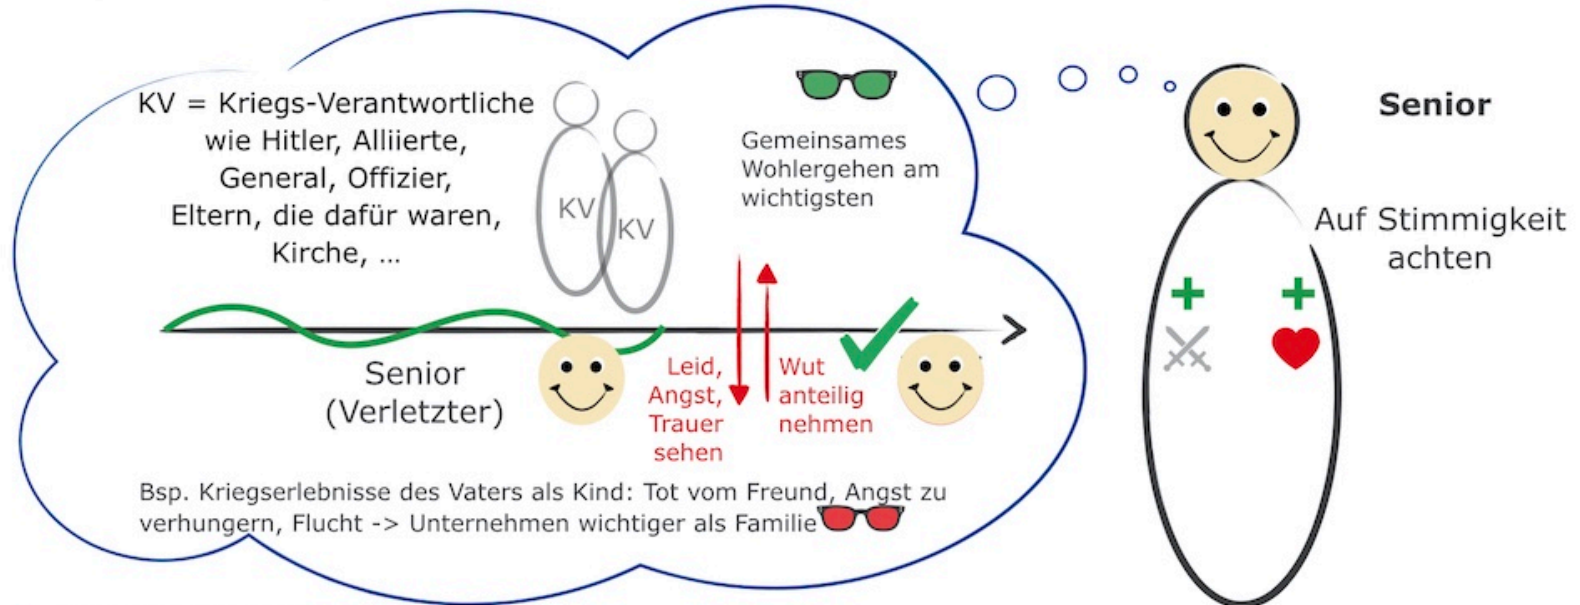 KV = Kriegs-Verantwortliche
wie Hitler, Alliierte,
General, Offizier,
Eltern, die dafür waren,
Kirche, ...
KV
KV
Gemeinsames
Wohlergehen am
wichtigsten
Senior
(Verletzter)
Leid,
Angst,
Trauer
sehen
Wut
anteilig
nehmen
Bsp. Kriegserlebnisse des Vaters als Kind: Tot vom Freund, Angst zu
verhungern, Flucht -> Unternehmen wichtiger als Familie
Senior
Auf Stimmigkeit
achten